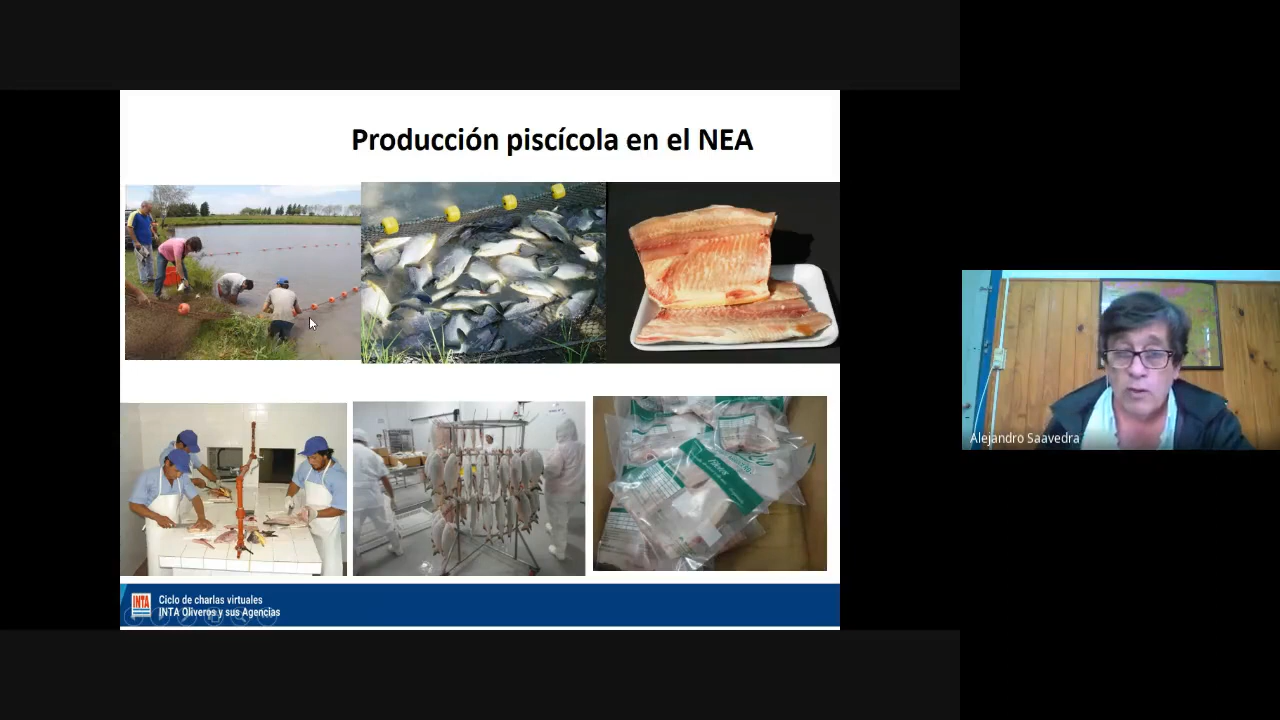 Producción piscícola en el NEA
Alejandro Saavedra
INTA
Ciclo de charlas virtuales
INTA Oliveros y sus Agencias